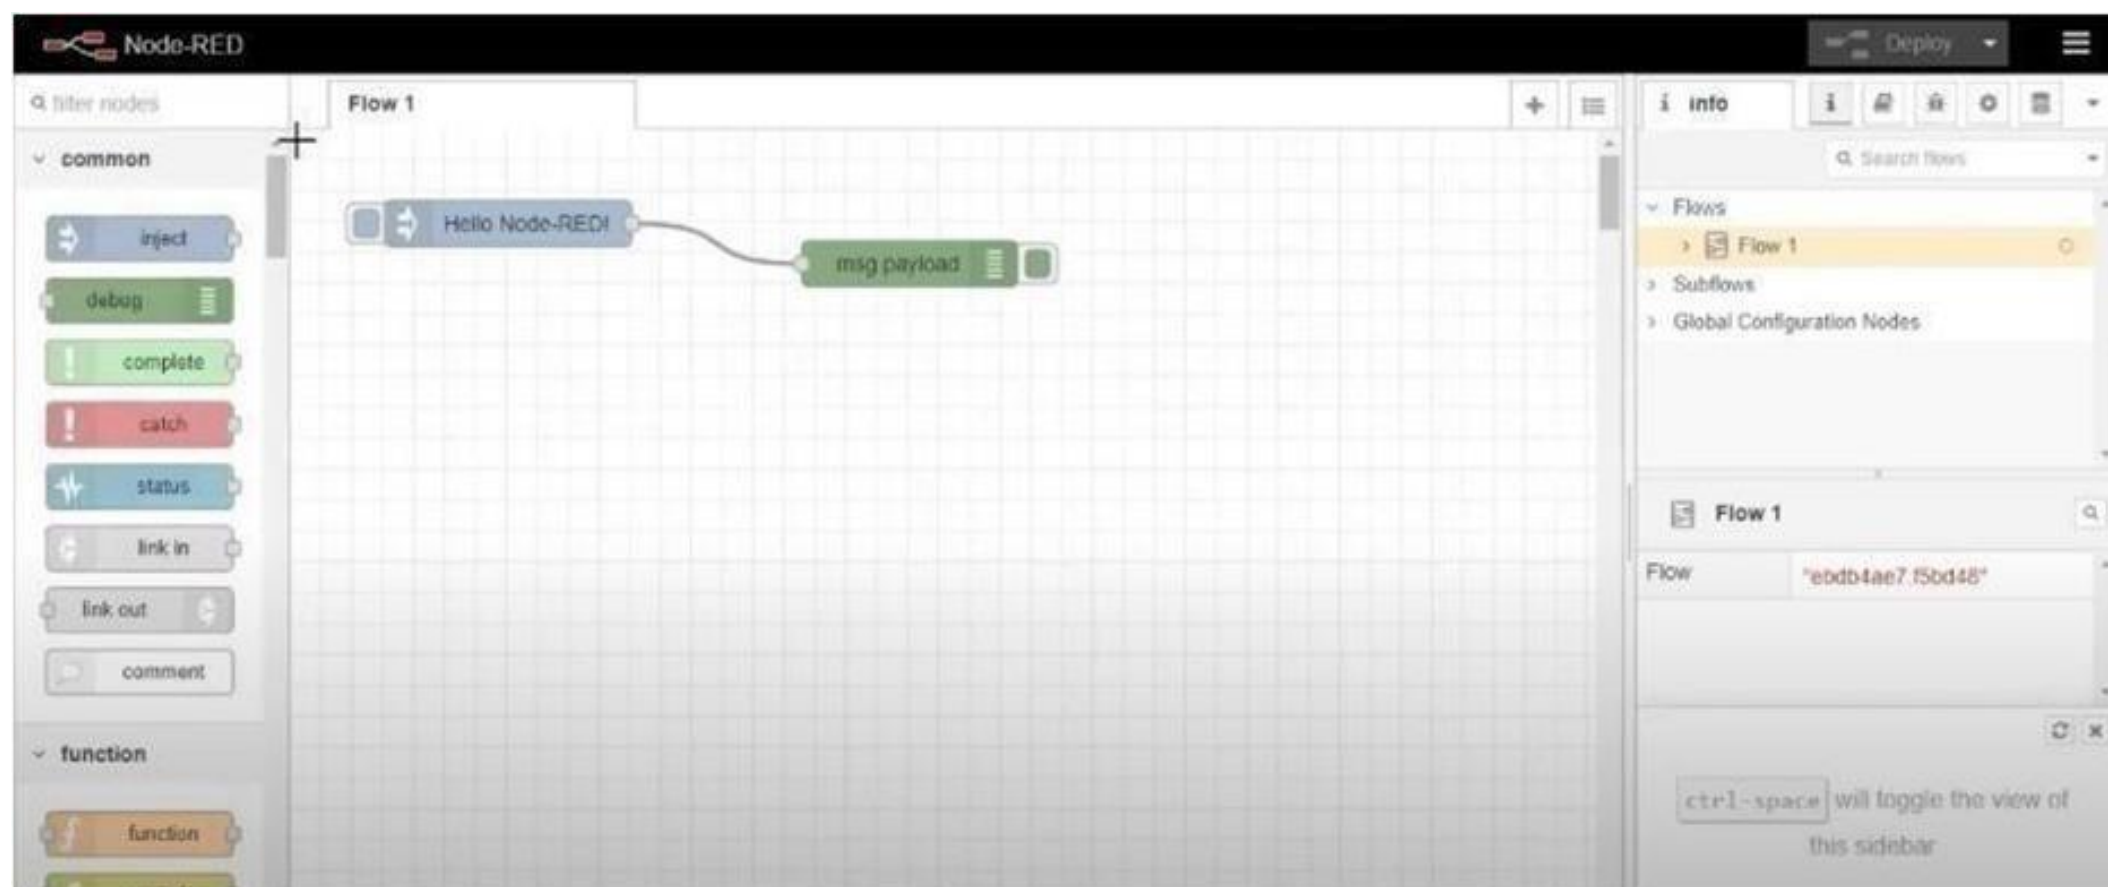 Node-RED
Deploy
filter nodes
Flow 1
info
common
Search flows
inject
Hello Node-RED!
Flows
Flow 1
msg payload
debug
Subflows
Global Configuration Nodes
complete
catch
status
Flow 1
link in
Flow "ebdb4ae7.f5bd48"
link out
comment
function
ctrl-space will toggle the view of
this sidebar
function